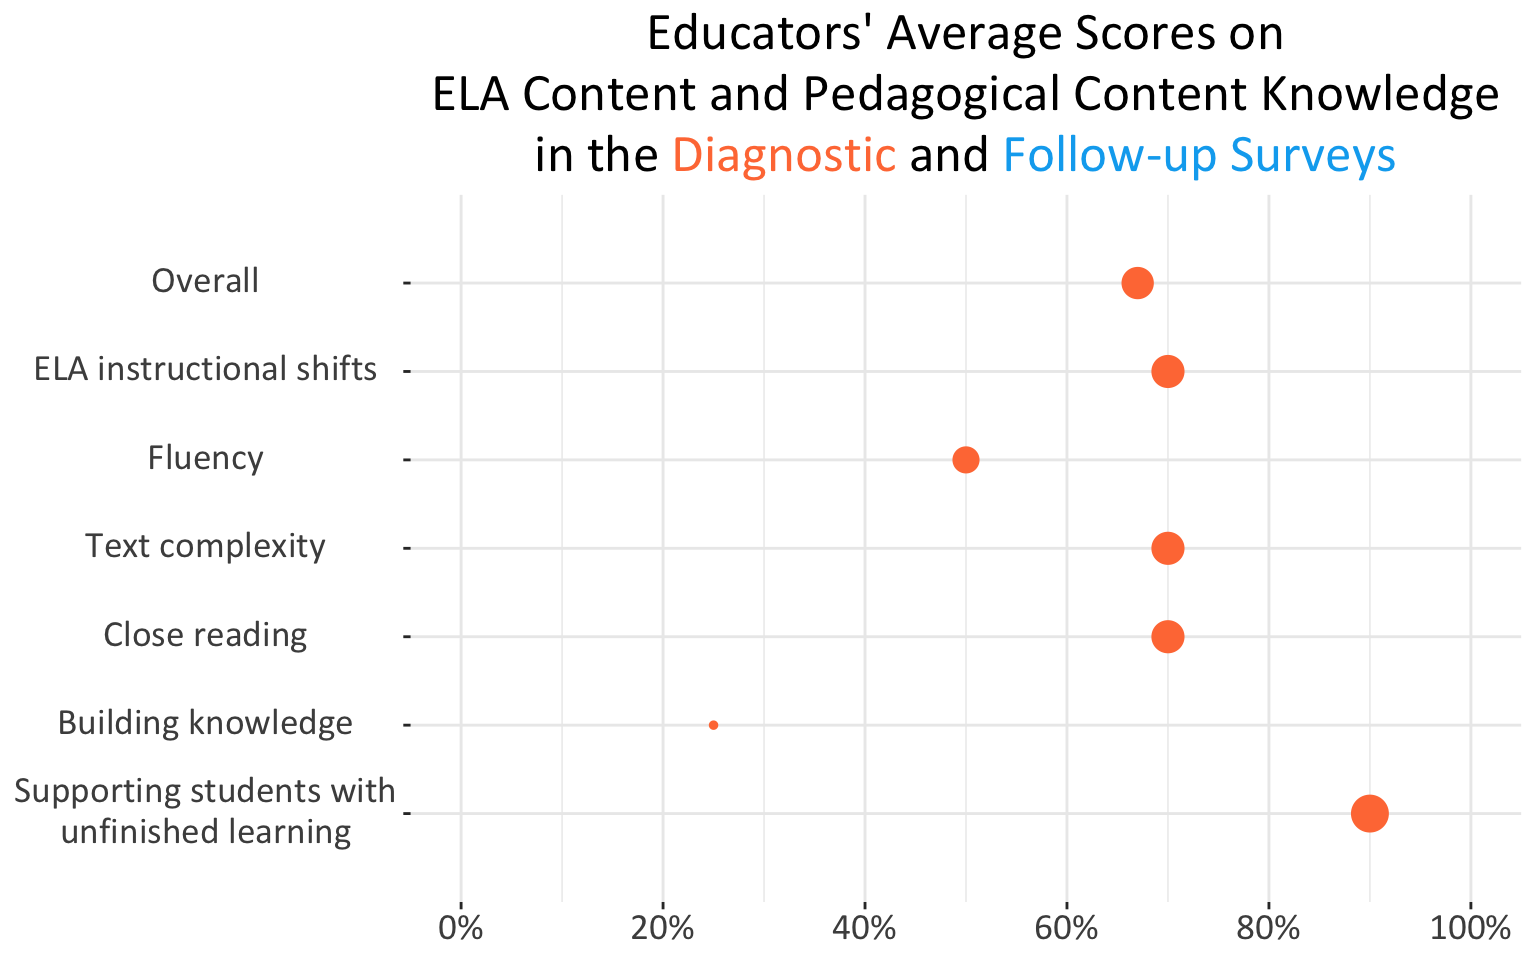 Educators' Average Scores on
ELA Content and Pedagogical Content Knowledge
in the Diagnostic and Follow-up Surveys
Overall
ELA instructional shifts
Fluency
Text complexity
Close reading
Building knowledge
Supporting students with
unfinished learning
0% 20% 40% 60% 80% 100%